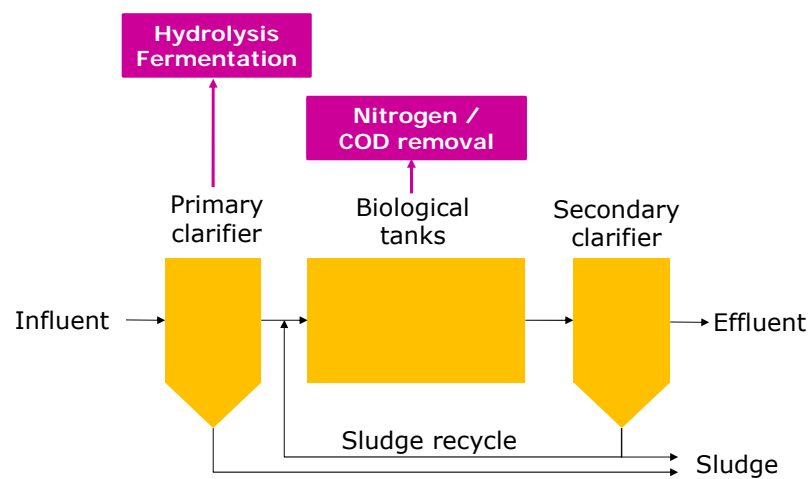 Hydrolysis
Fermentation
Nitrogen /
COD removal
Primary
clarifier
Biological
tanks
Secondary
clarifier
Influent
Effluent
Sludge recycle
Sludge